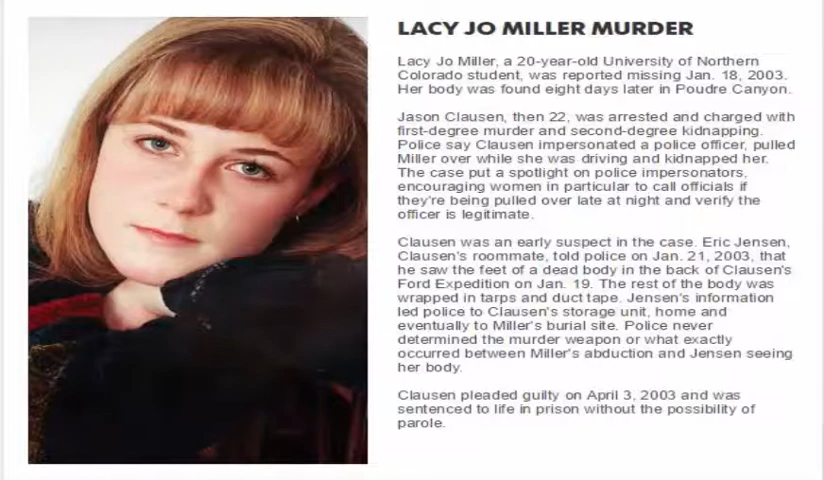 LACY JO MILLER MURDER
Lacy Jo Miller, a 20-year-old University of Northern
Colorado student, was reported missing Jan. 18, 2003.
Her body was found eight days later in Poudre Canyon.
Jason Clausen, then 22, was arrested and charged with
first-degree murder and second-degree kidnapping.
Police say Clausen impersonated a police officer, pulled
Miller over while she was driving and kidnapped her.
The case put a spotlight on police impersonators,
encouraging women in particular to call officials if
they're being pulled over late at night and verify the
officer is legitimate.
Clausen was an early suspect in the case. Eric Jensen,
Clausen's roommate, told police on Jan. 21, 2003, that
he saw the feet of a dead body in the back of Clausen's
Ford Expedition on Jan. 19. The rest of the body was
wrapped in tarps and duct tape. Jensen's information
led police to Clausen's storage unit, home and
eventually to Miller's burial site. Police never
determined the murder weapon or what exactly
occurred between Miller's abduction and Jensen seeing
her body.
Clausen pleaded guilty on April 3, 2003 and was
sentenced to life in prison without the possibility of
parole.